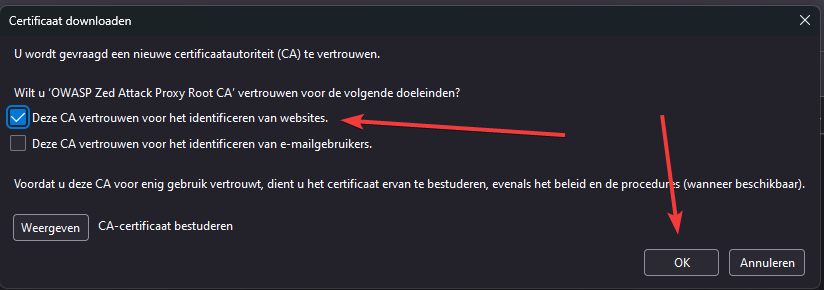 Certificaat downloaden
U wordt gevraagd een nieuwe certificaatautoriteit (CA) te vertrouwen.
Wilt u ‘OWASP Zed Attack Proxy Root CA’ vertrouwen voor de volgende doeleinden?
Deze CA vertrouwen voor het identificeren van websites.
Deze CA vertrouwen voor het identificeren van e-mailgebruikers.
Voordat u deze CA voor enig gebruik vertrouwt, dient u het certificaat ervan te bestuderen, evenals het beleid en de procedures (wanneer beschikbaar).
Weergeven CA-certificaat bestuderen
OK Annuleren